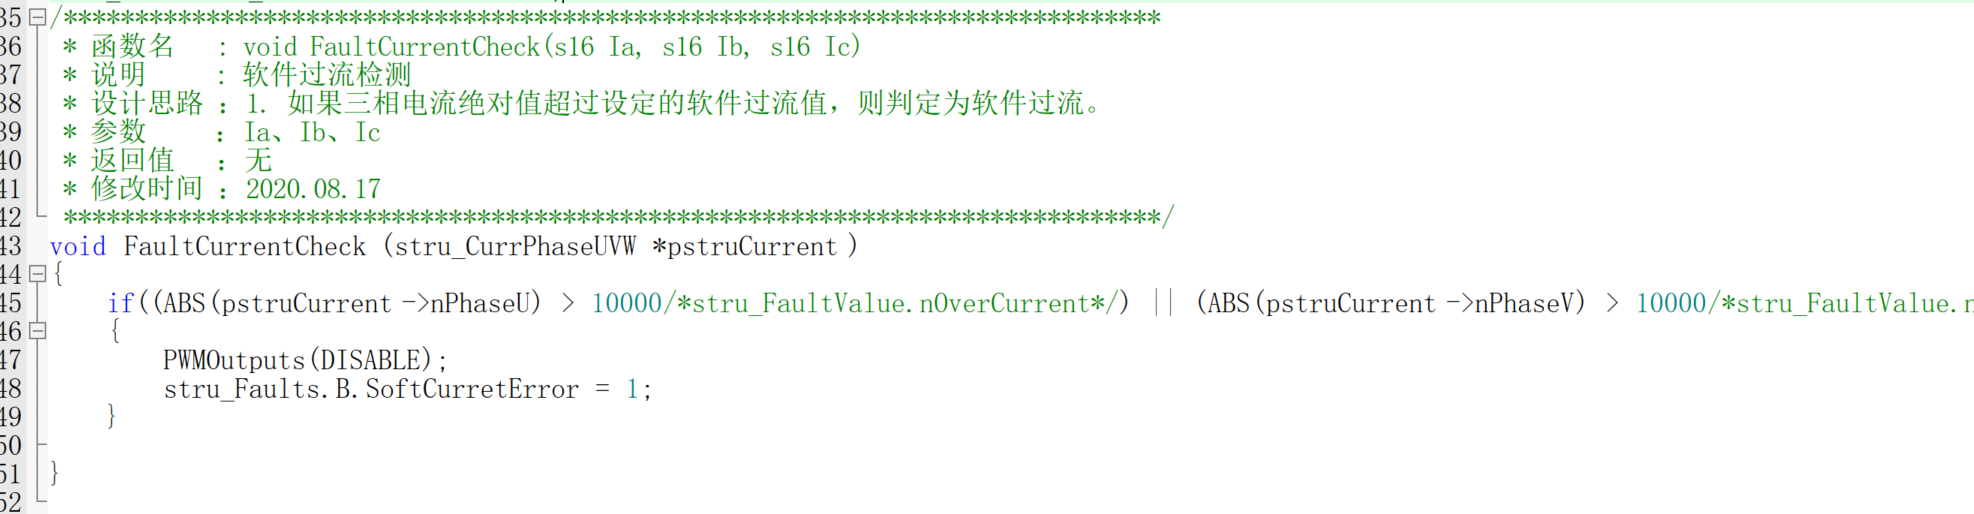 35 /*****************************************************************************
36  * 函数名   : void FaultCurrentCheck(s16 Ia, s16 Ib, s16 Ic)
37  * 说明     : 软件过流检测
38  * 设计思路 : 1. 如果三相电流绝对值超过设定的软件过流值，则判定为软件过流。
39  * 参数     : Ia、Ib、Ic
40  * 返回值   : 无
41  * 修改时间 : 2020.08.17
42  *****************************************************************************/
43 void FaultCurrentCheck (stru_CurrPhaseUVW *pstruCurrent )
44 {
45     if((ABS(pstruCurrent ->nPhaseU) > 10000/*stru_FaultValue.nOverCurrent*/) || (ABS(pstruCurrent ->nPhaseV) > 10000/*stru_FaultValue.n
46     {
47         PWMOutputs(DISABLE);
48         stru_Faults.B.SoftCurretError = 1;
49     }
50
51 }
52